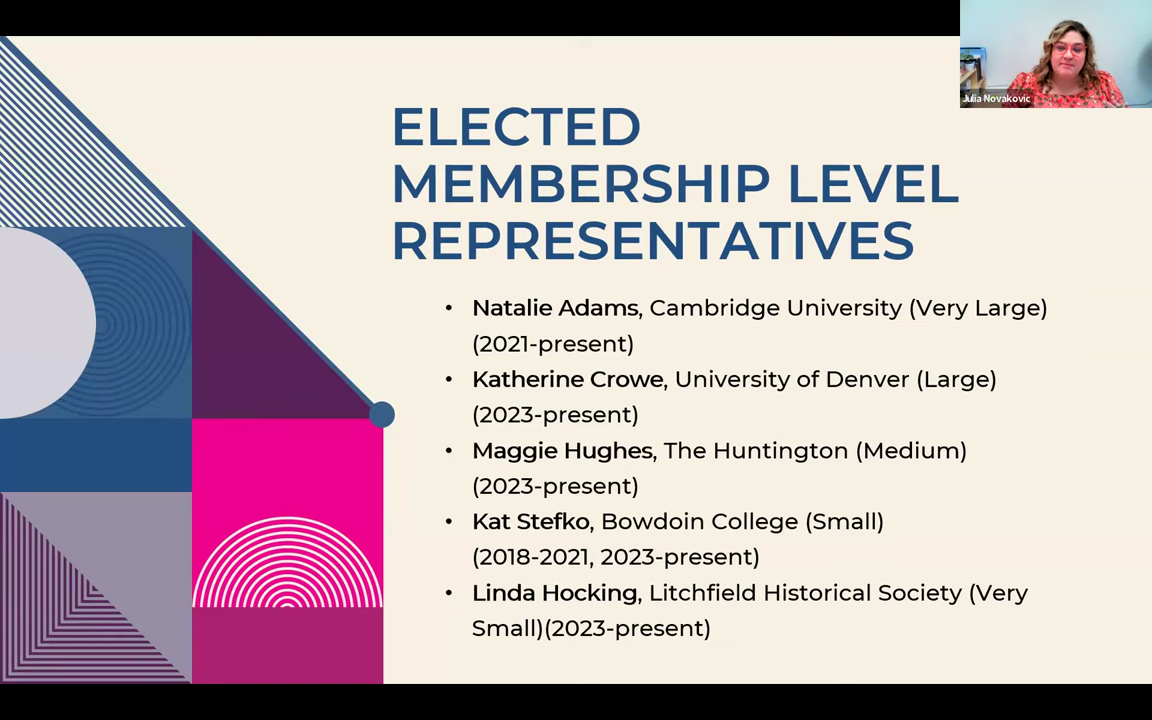 Julia Novakovic
ELECTED
MEMBERSHIP LEVEL
REPRESENTATIVES
• Natalie Adams, Cambridge University (Very Large)
(2021-present)
• Katherine Crowe, University of Denver (Large)
(2023-present)
• Maggie Hughes, The Huntington (Medium)
(2023-present)
• Kat Stefko, Bowdoin College (Small)
(2018-2021, 2023-present)
• Linda Hocking, Litchfield Historical Society (Very
Small)(2023-present)